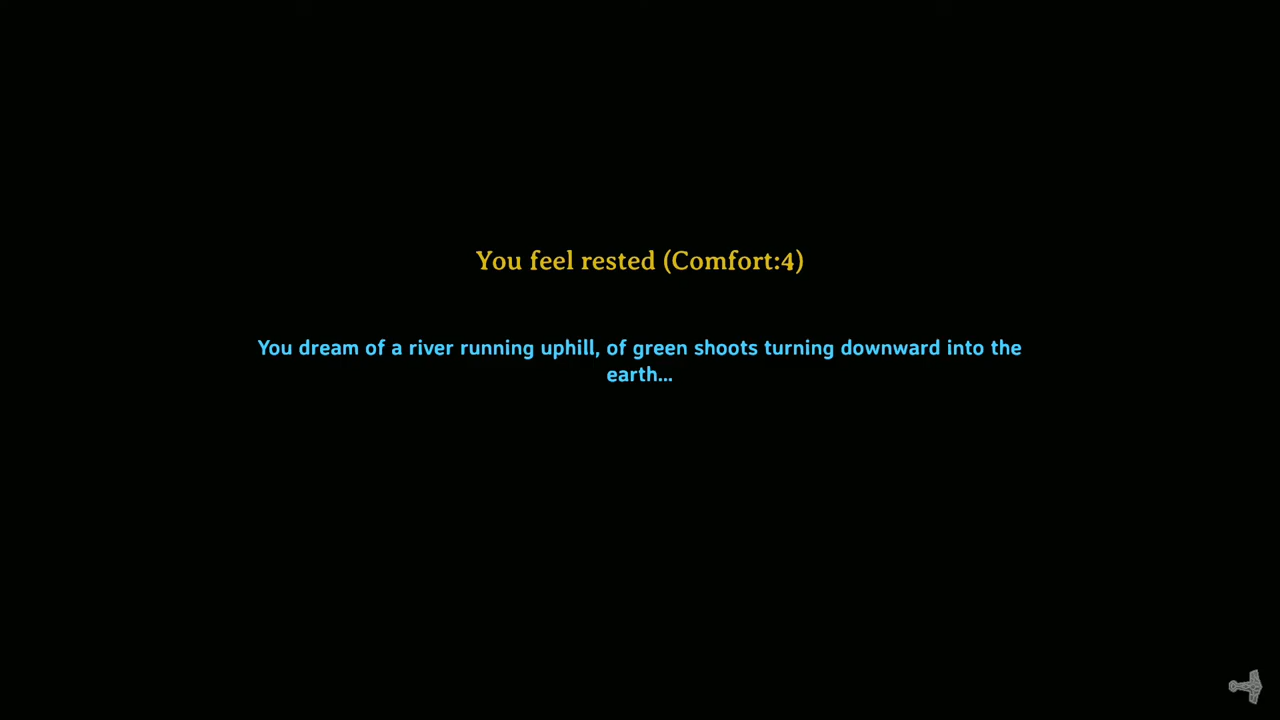 You feel rested (Comfort:4)
You dream of a river running uphill, of green shoots turning downward into the
earth...